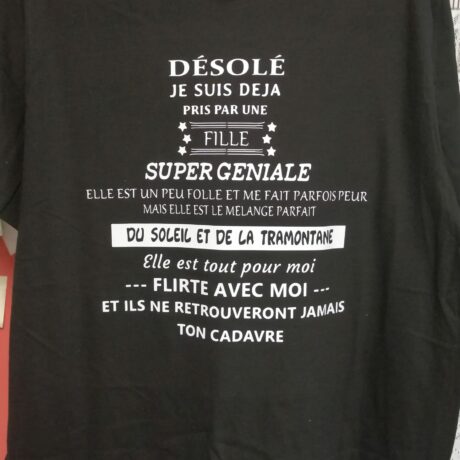 DÉSOLÉ
JE SUIS DEJA
PRIS PAR UNE
FILLE
SUPER GENIALE
ELLE EST UN PEU FOLLE ET ME FAIT PARFOIS PEUR
MAIS ELLE EST LE MELANGE PARFAIT
DU SOLEIL ET DE LA TRAMONTANE
Elle est tout pour moi
--- FLIRTE AVEC MOI ---
ET ILS NE RETROUVERONT JAMAIS
TON CADAVRE